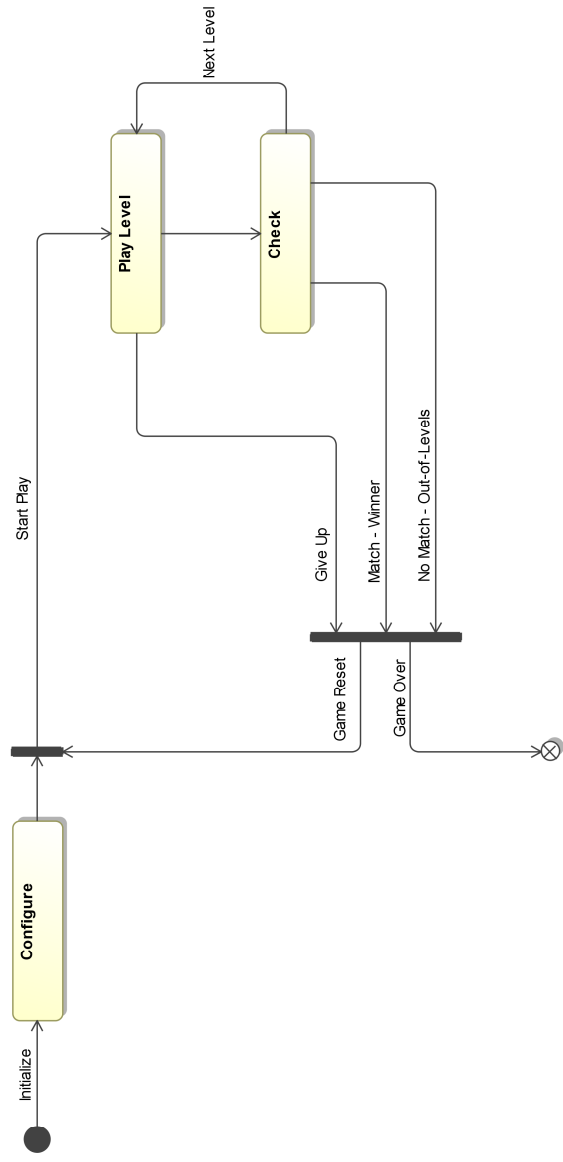 Initialize
Configure
Start Play
Play Level
Next Level
Check
Give Up
Match - Winner
No Match - Out-of-Levels
Game Reset
Game Over